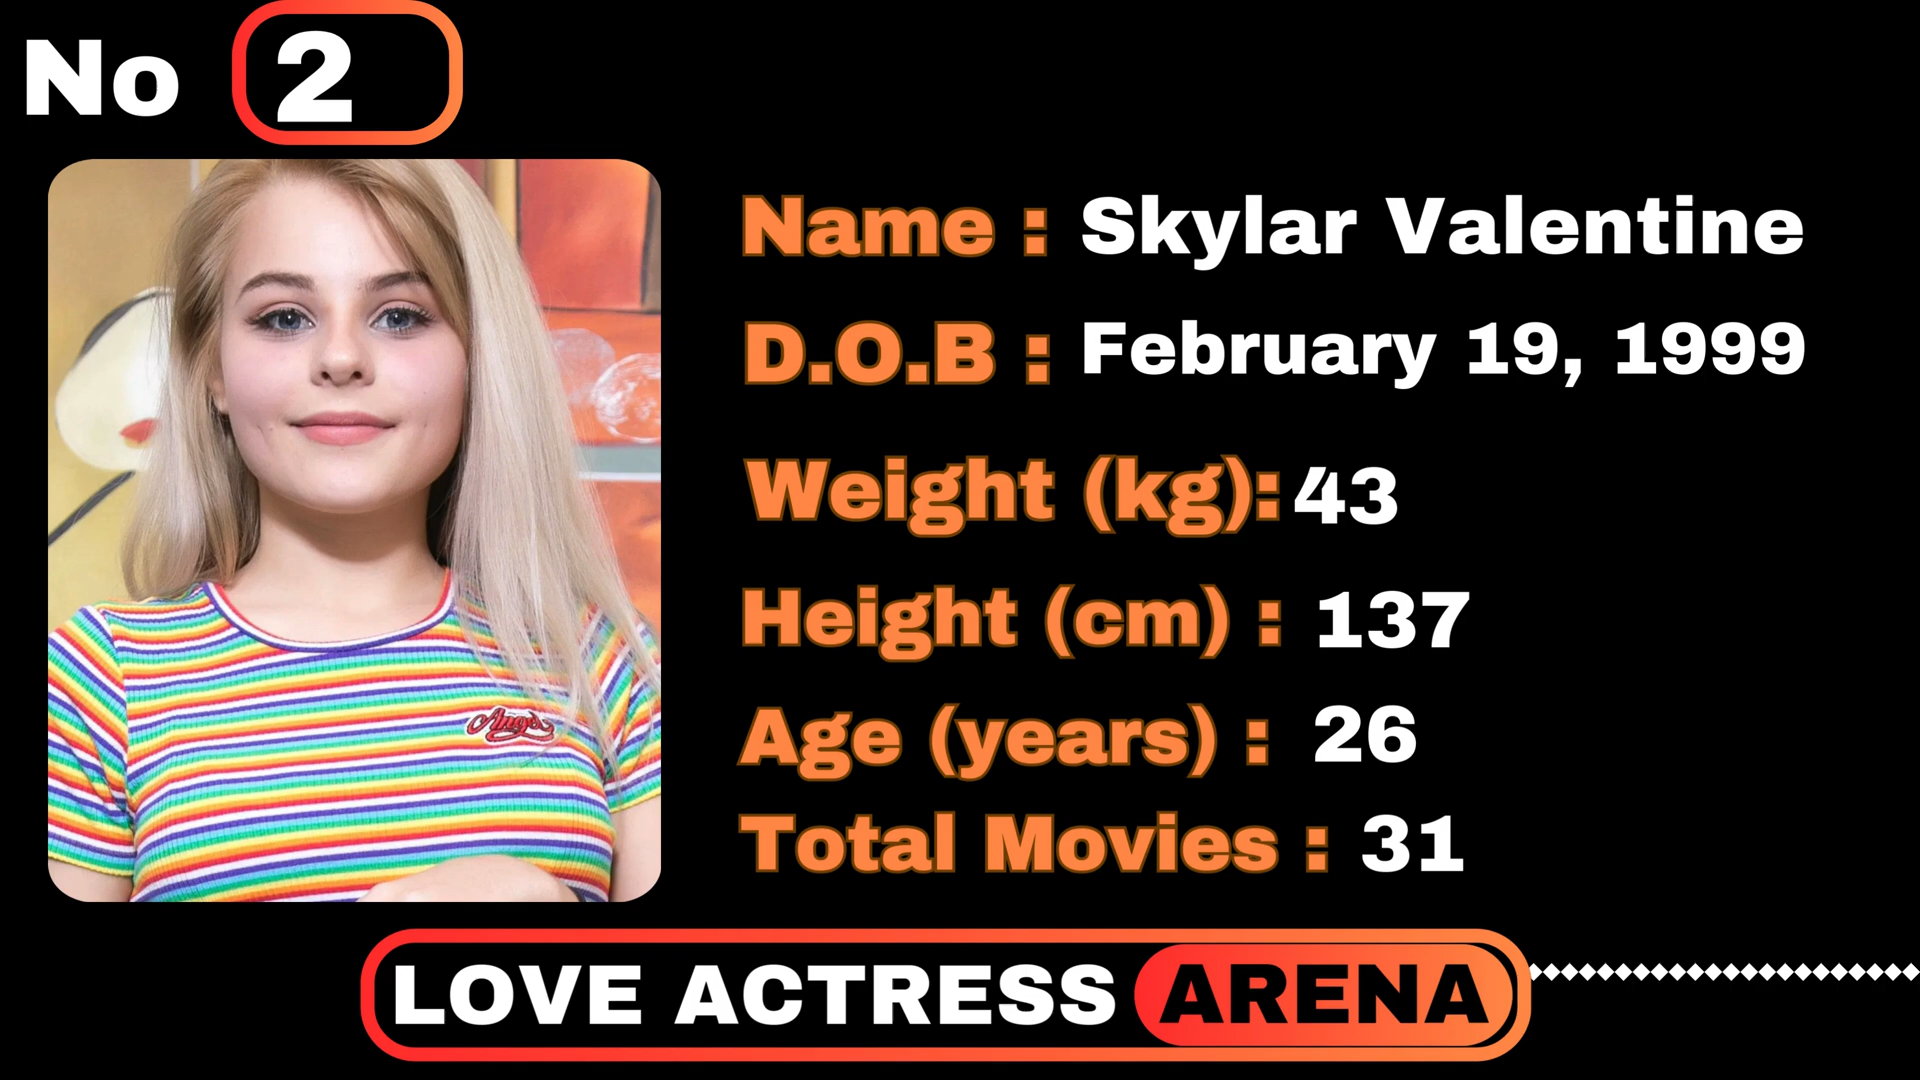 No 2
Name : Skylar Valentine
D.O.B : February 19, 1999
Weight (kg): 43
Height (cm) : 137
Age (years) : 26
Total Movies : 31
LOVE ACTRESS ARENA